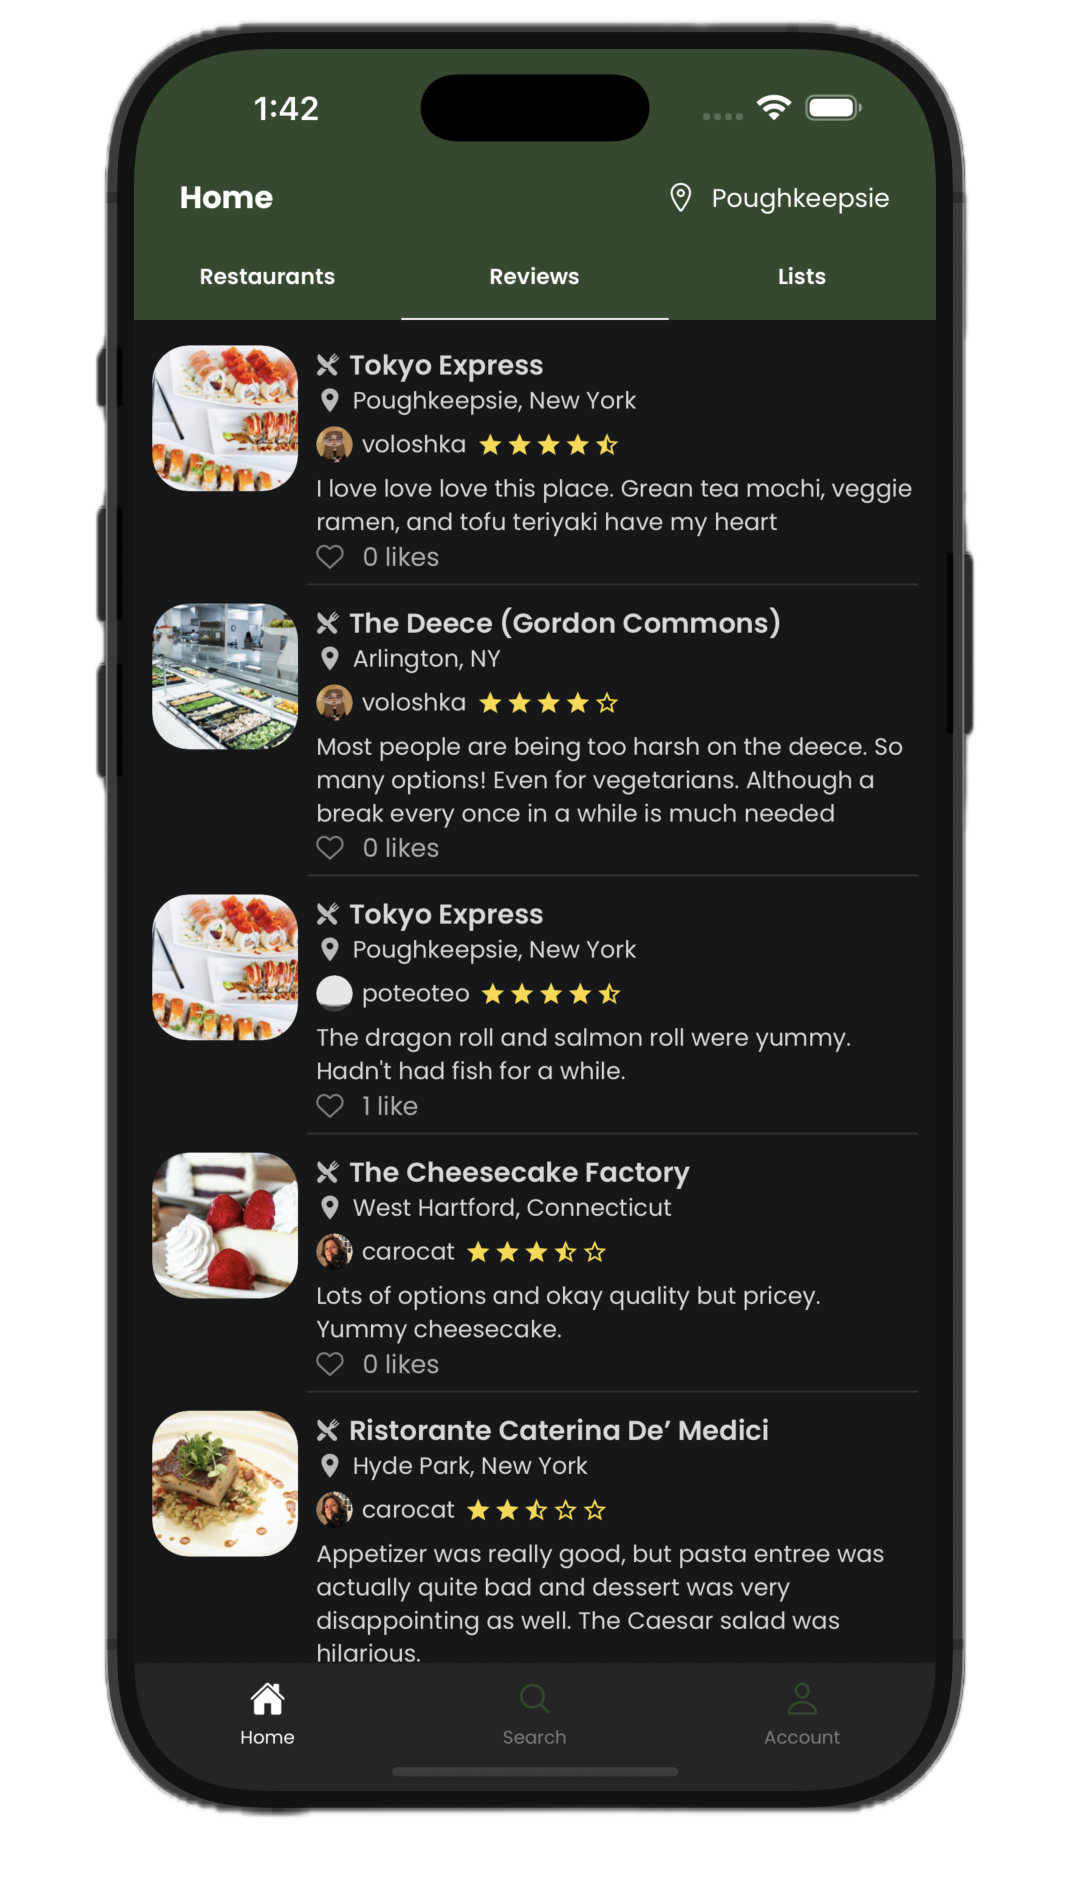 1:42
Home
Poughkeepsie
Restaurants
Reviews
Lists
Tokyo Express
Poughkeepsie, New York
voloshka
I love love love this place. Grean tea mochi, veggie
ramen, and tofu teriyaki have my heart
0 likes
The Deece (Gordon Commons)
Arlington, NY
voloshka
Most people are being too harsh on the deece. So
many options! Even for vegetarians. Although a
break every once in a while is much needed
0 likes
Tokyo Express
Poughkeepsie, New York
poteoteo
The dragon roll and salmon roll were yummy.
Hadn't had fish for a while.
1 like
The Cheesecake Factory
West Hartford, Connecticut
carocat
Lots of options and okay quality but pricey.
Yummy cheesecake.
0 likes
Ristorante Caterina De’ Medici
Hyde Park, New York
carocat
Appetizer was really good, but pasta entree was
actually quite bad and dessert was very
disappointing as well. The Caesar salad was
hilarious.
Home
Search
Account